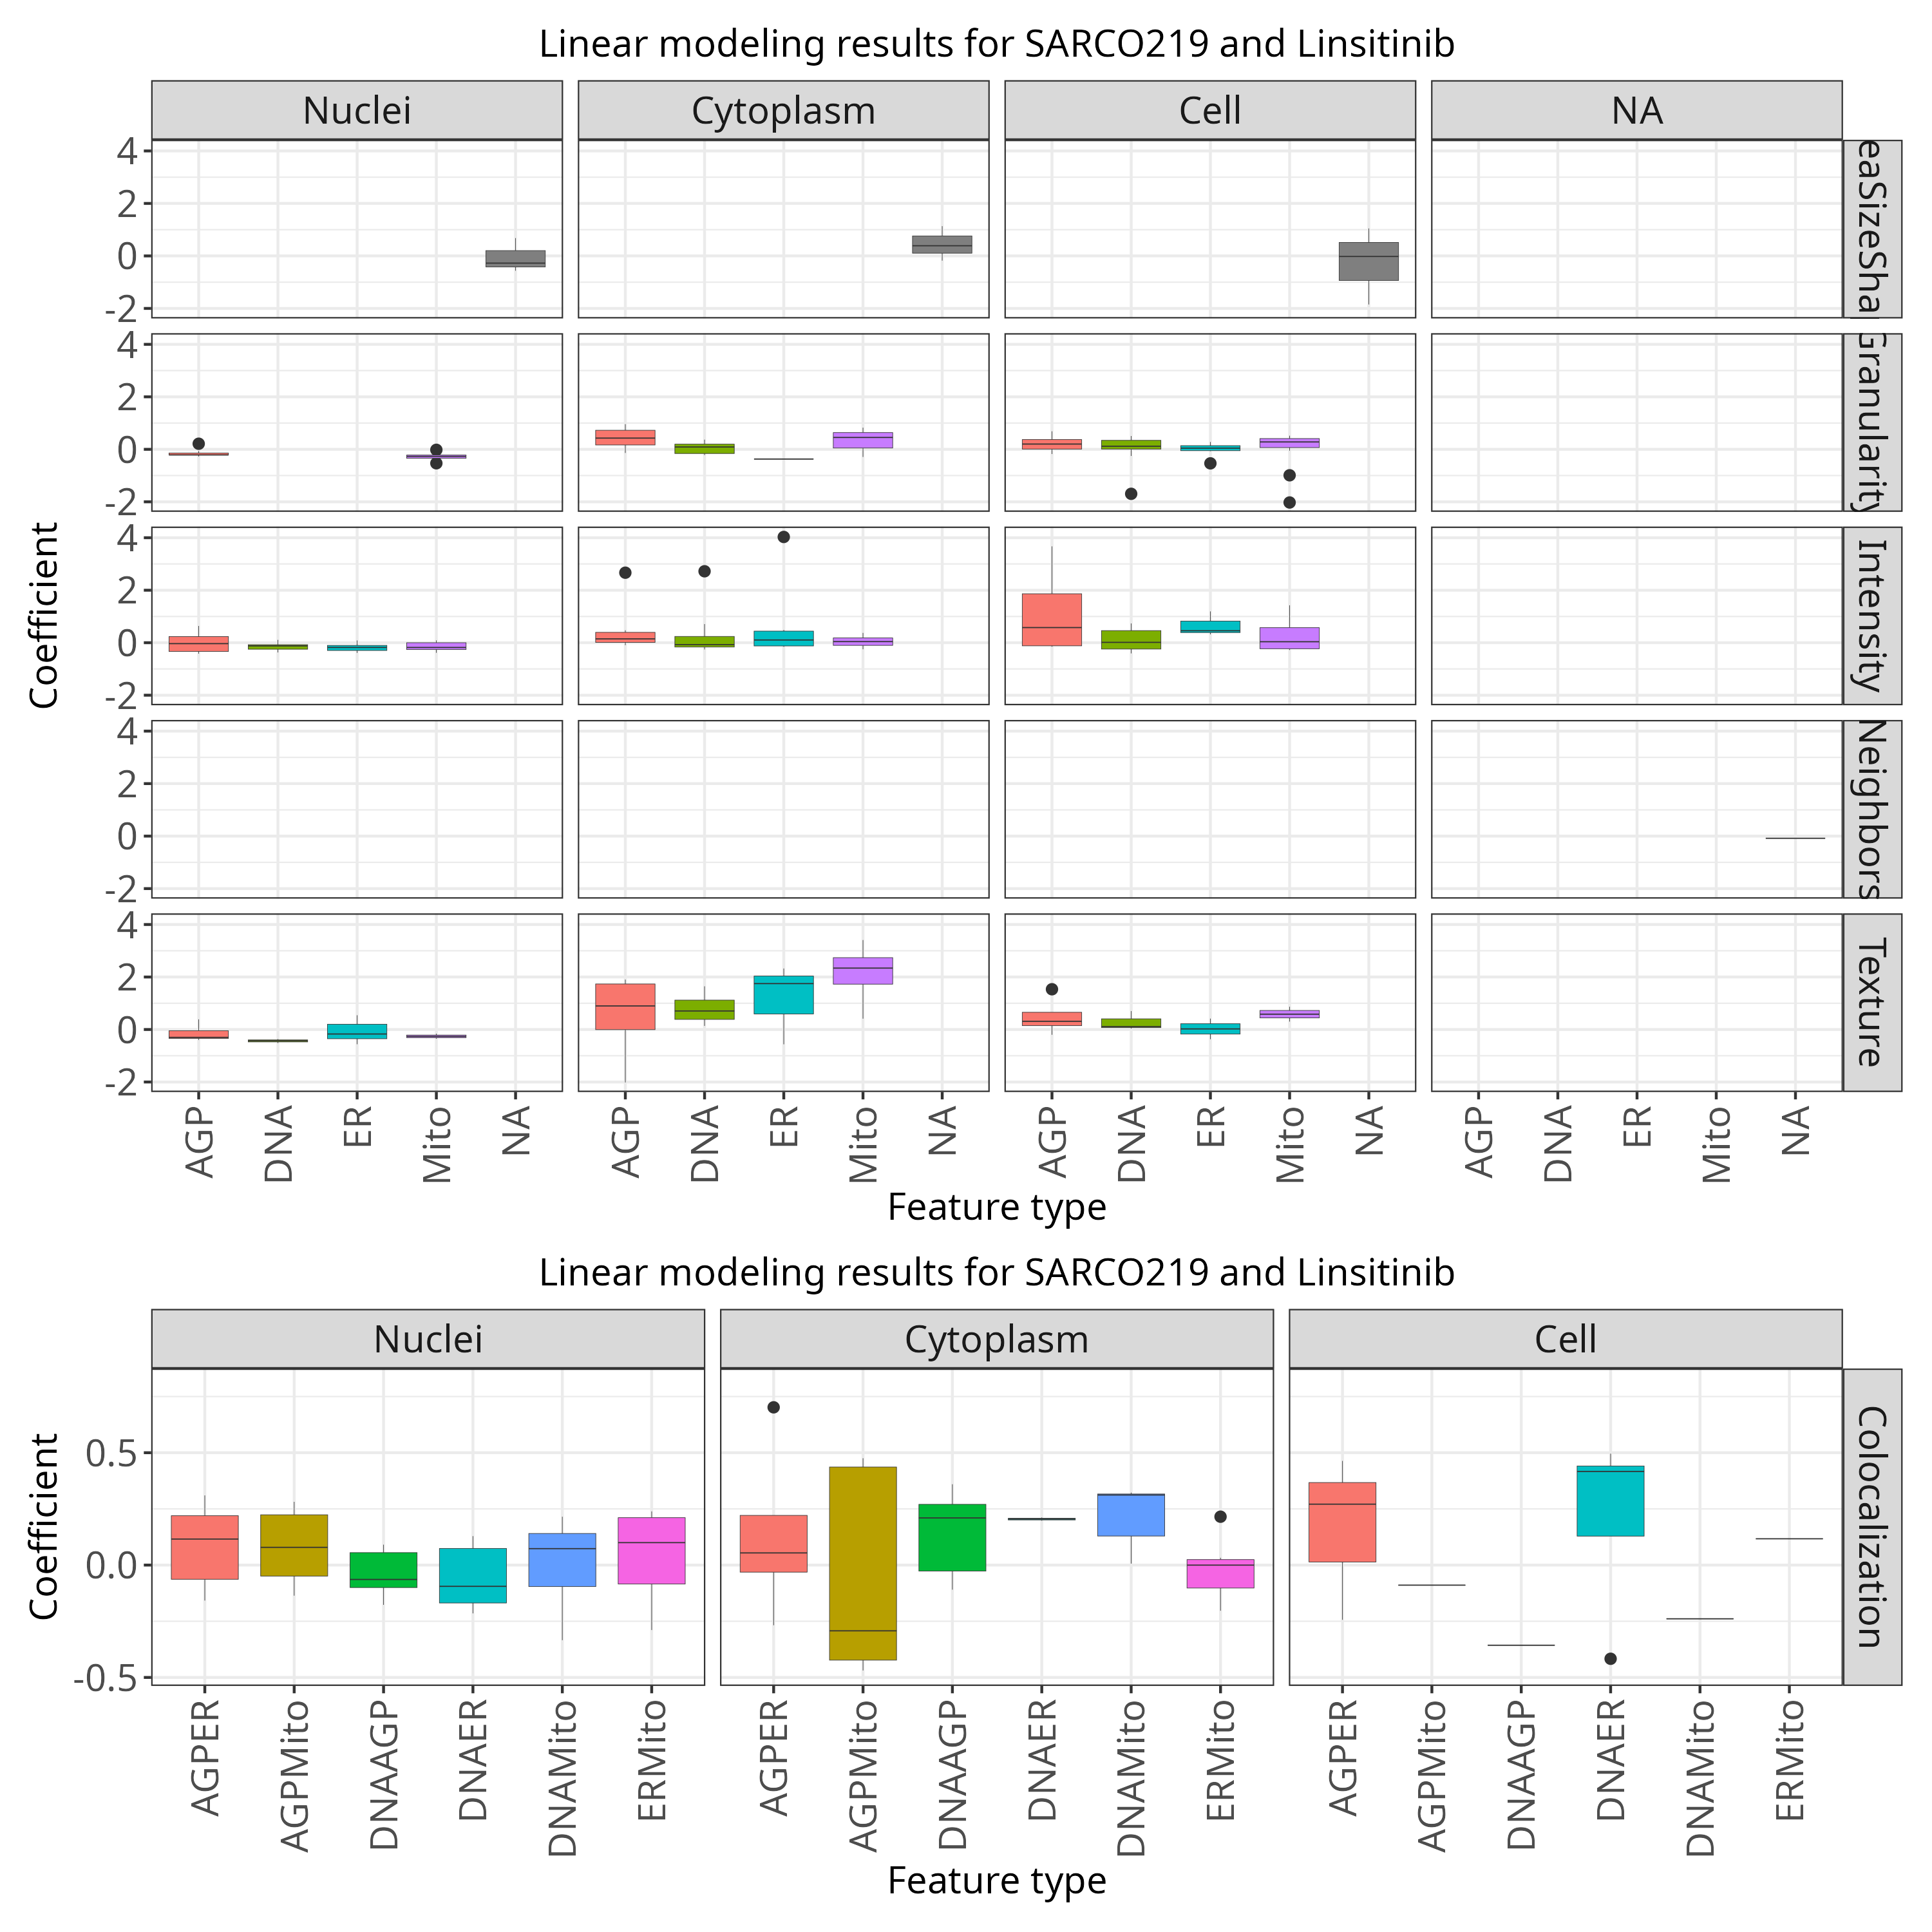 Linear modeling results for SARCO219 and Linsitinib
Nuclei Cytoplasm Cell NA
4
2
0
-2
eaSizeSha
4
2
0
-2
Granularity
4
2
0
-2
Intensity
4
2
0
-2
Neighbors
4
2
0
-2
Texture
Coefficient
AGP DNA ER Mito NA AGP DNA ER Mito NA AGP DNA ER Mito NA AGP DNA ER Mito NA
Feature type
Linear modeling results for SARCO219 and Linsitinib
Nuclei Cytoplasm Cell
0.5
0.0
-0.5
Colocalization
Coefficient
AGPER AGPMito DNAAGP DNAER DNAMito ERMito AGPER AGPMito DNAAGP DNAER DNAMito ERMito AGPER AGPMito DNAAGP DNAER DNAMito ERMito
Feature type